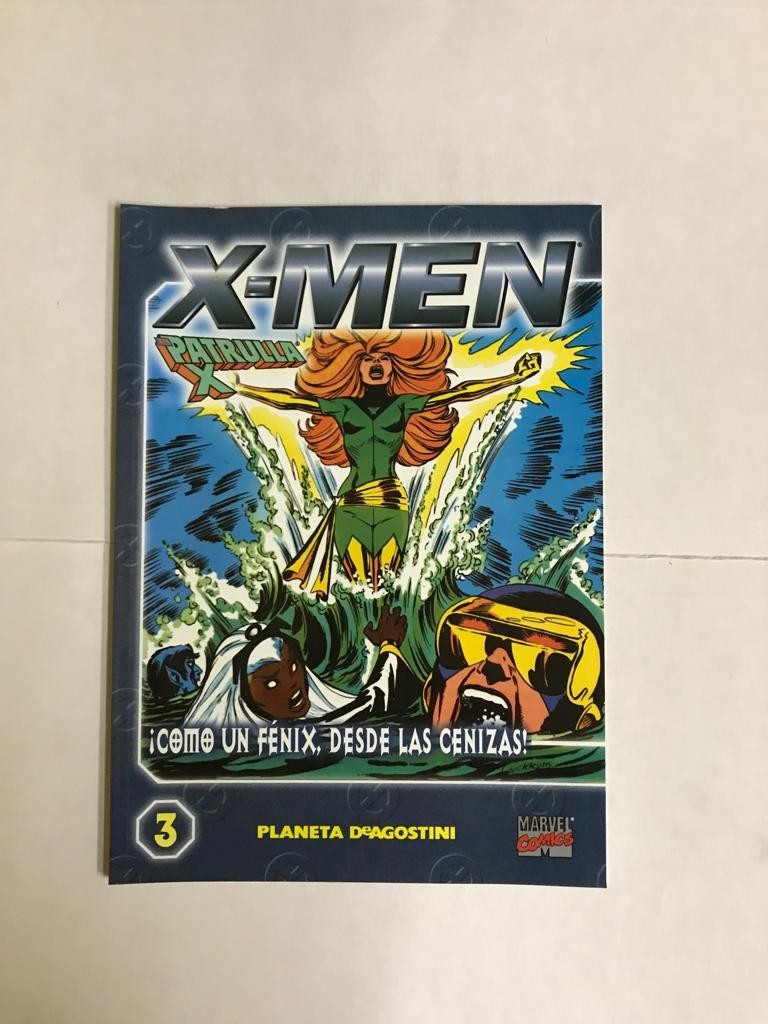 X-MEN
PATRULLA
X
¡COMO UN FÉNIX, DESDE LAS CENIZAS!
3
PLANETA DeAGOSTINI
MARVEL
COMICS
M